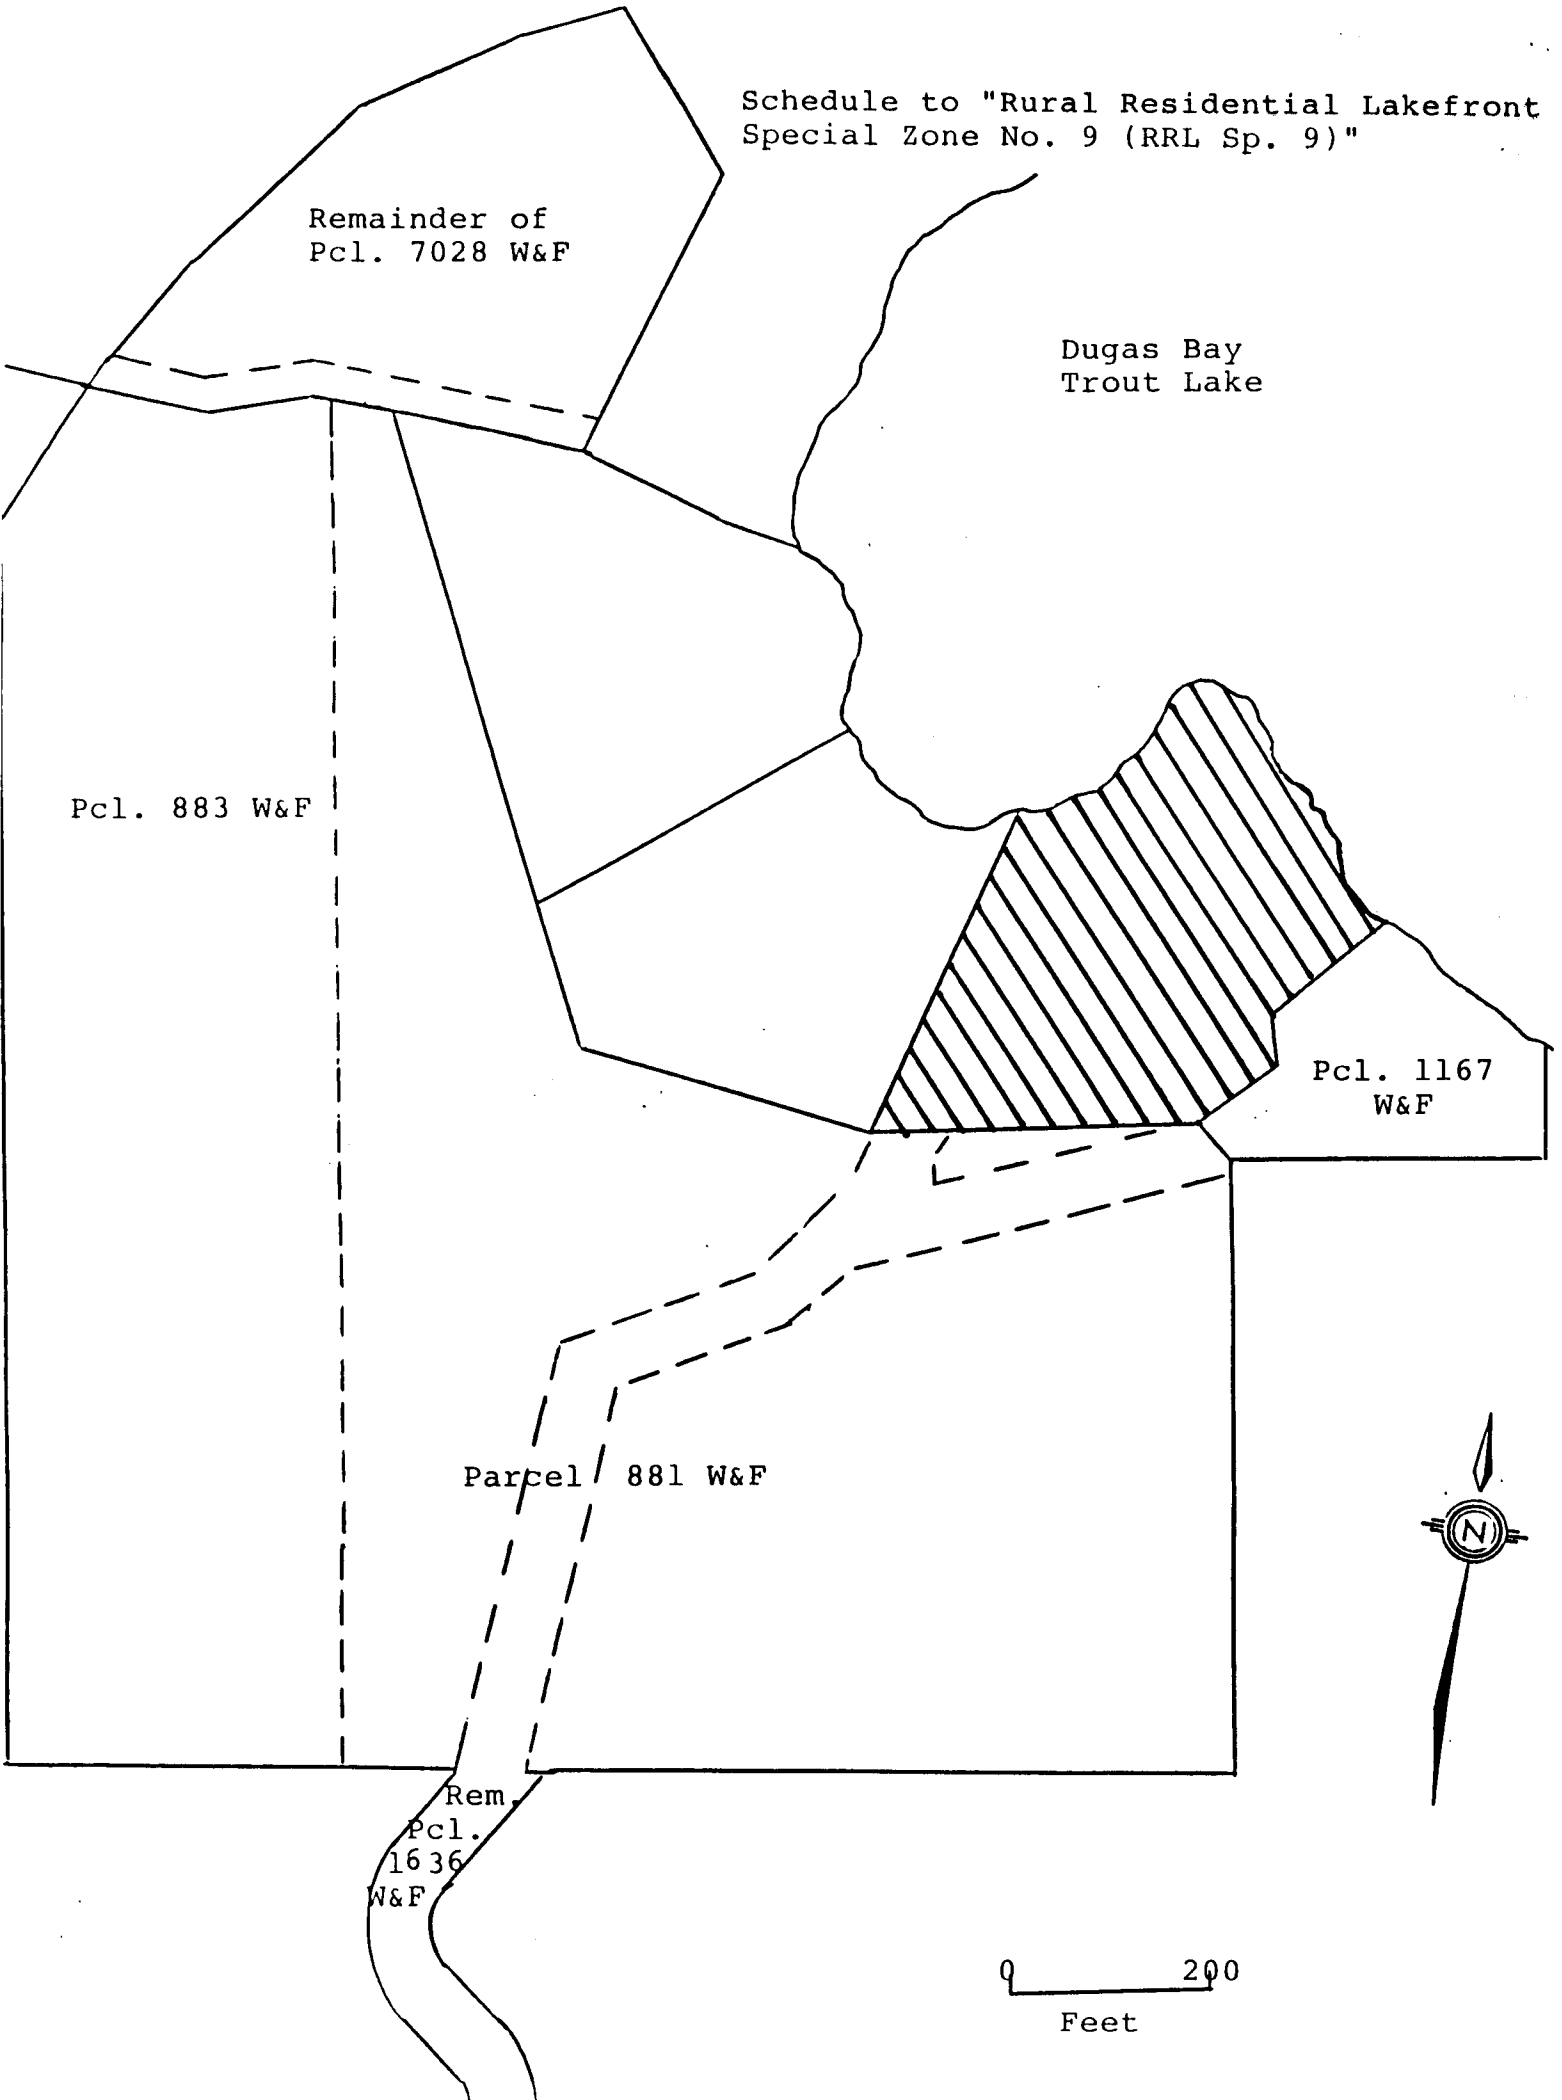 Schedule to "Rural Residential Lakefront
Special Zone No. 9 (RRL Sp. 9)"
Remainder of
Pcl. 7028 W&F
Dugas Bay
Trout Lake
Pcl. 883 W&F
Pcl. 1167
W&F
Parcel 881 W&F
N
Rem.
Pcl.
1636
W&F
0 200
Feet